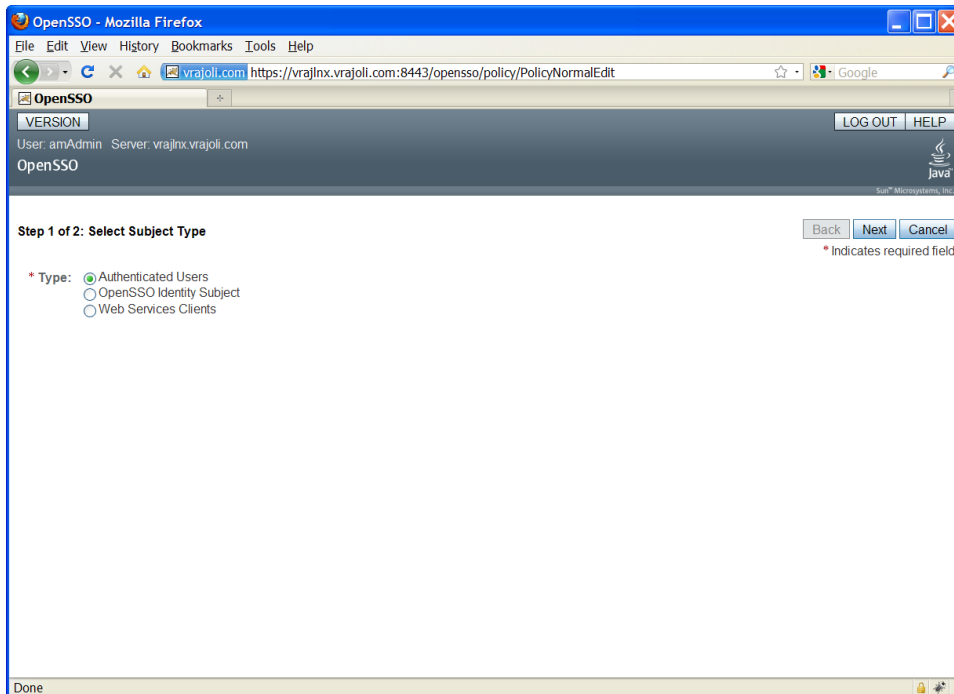 OpenSSO - Mozilla Firefox
File Edit View History Bookmarks Tools Help
vrajoli.com https://vrajlnx.vrajoli.com:8443/opensso/policy/PolicyNormalEdit Google
OpenSSO
VERSION LOG OUT HELP
User: amAdmin Server: vrajlnx.vrajoli.com
OpenSSO
Java
Sun™ Microsystems, Inc.
Step 1 of 2: Select Subject Type Back Next Cancel
* Indicates required field
* Type: Authenticated Users
OpenSSO Identity Subject
Web Services Clients
Done